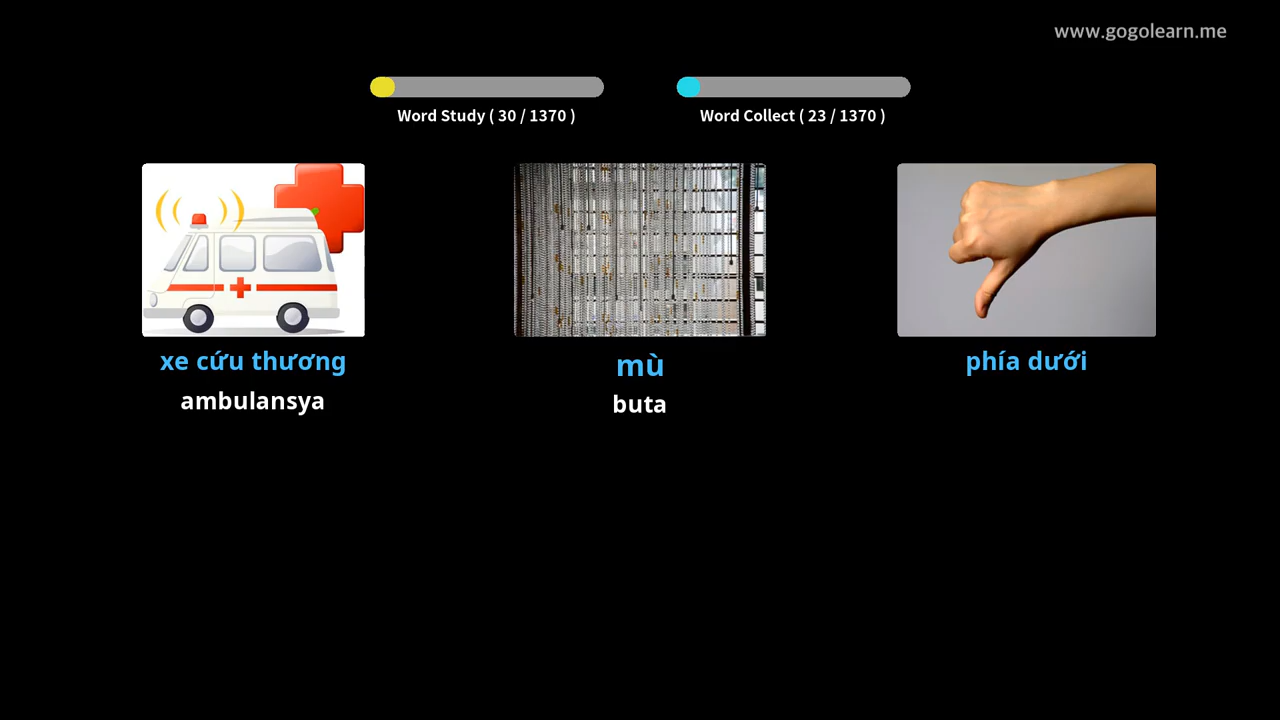 www.gogolearn.me
Word Study ( 30 / 1370 )
Word Collect ( 23 / 1370 )
xe cứu thương
ambulansya
mù
buta
phía dưới